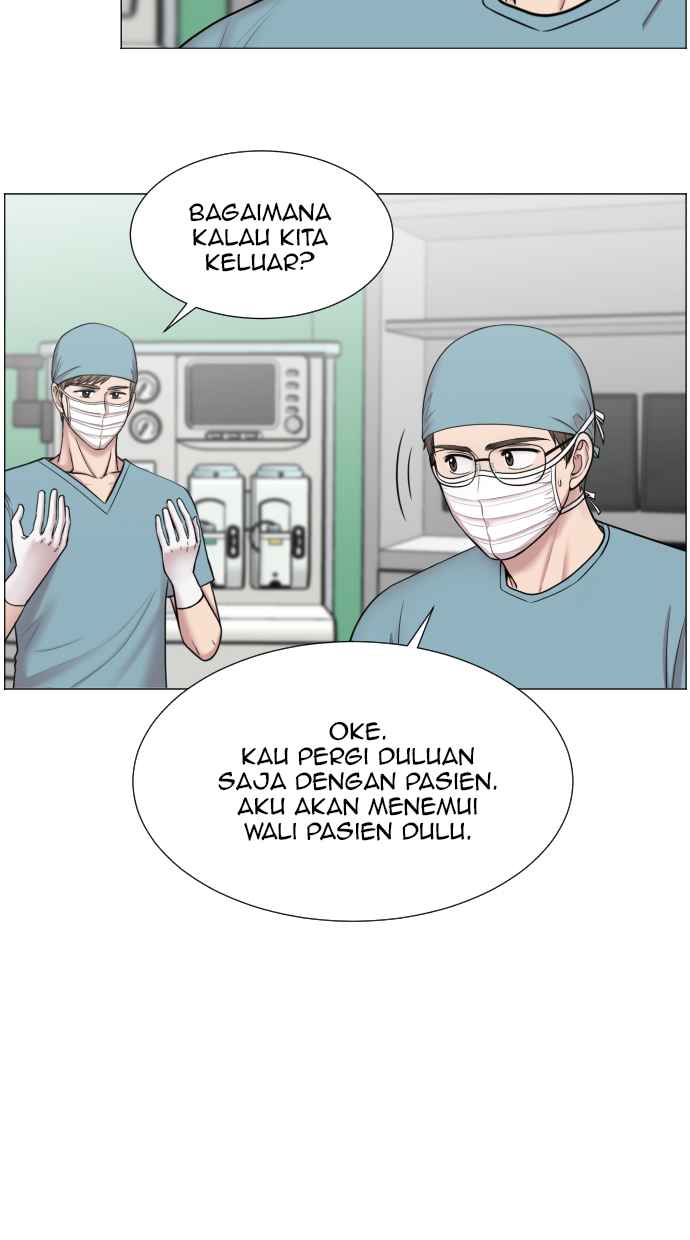 BAGAIMANA
KALAU KITA
KELUAR?
OKE.
KAU PERGI DULUAN
SAJA DENGAN PASIEN.
AKU AKAN MENEMUI
WALI PASIEN DULU.